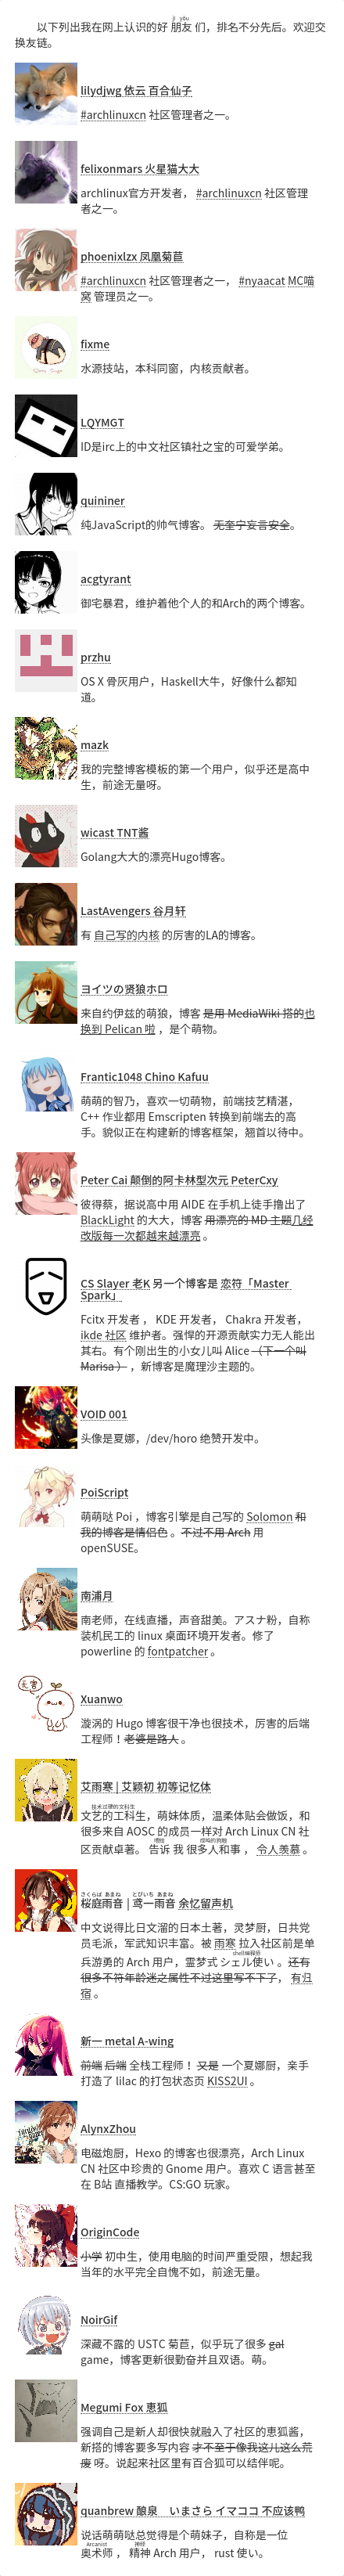 以下列出我在网上认识的好 朋友 们，排名不分先后。欢迎交
换友链。
lilydjwg 依云 百合仙子
#archlinuxcn 社区管理者之一。
felixonmars 火星猫大大
archlinux官方开发者， #archlinuxcn 社区管理
者之一。
phoenixlzx 凤凰菊苣
#archlinuxcn 社区管理者之一， #nyaacat MC喵
窝 管理员之一。
fixme
水源技站，本科同窗，内核贡献者。
LQYMGT
ID是irc上的中文社区镇社之宝的可爱学弟。
quininer
纯JavaScript的帅气博客。 无奎宁妄言安全。
acgtyrant
御宅暴君，维护着他个人的和Arch的两个博客。
przhu
OS X 骨灰用户，Haskell大牛，好像什么都知
道。
mazk
我的完整博客模板的第一个用户，似乎还是高中
生，前途无量呀。
wicast TNT酱
Golang大大的漂亮Hugo博客。
LastAvengers 谷月轩
有 自己写的内核 的厉害的LA的博客。
ヨイツの贤狼ホロ
来自约伊兹的萌狼，博客 是用 MediaWiki 搭的也
换到 Pelican 啦 ，是个萌物。
Frantic1048 Chino Kafuu
萌萌的智乃，喜欢一切萌物，前端技艺精湛，
C++ 作业都用 Emscripten 转换到前端去的高
手。貌似正在构建新的博客框架，翘首以待中。
Peter Cai 颠倒的阿卡林型次元 PeterCxy
彼得蔡，据说高中用 AIDE 在手机上徒手撸出了
BlackLight 的大大，博客 用漂亮的 MD 主题几经
改版每一次都越来越漂亮 。
CS Slayer 老K 另一个博客是 恋符「Master
Spark」
Fcitx 开发者 ， KDE 开发者， Chakra 开发者，
ikde 社区 维护者。强悍的开源贡献实力无人能出
其右。有个刚出生的小女儿叫 Alice （下一个叫
Marisa ） ，新博客是魔理沙主题的。
VOID 001
头像是夏娜，/dev/horo 绝赞开发中。
PoiScript
萌萌哒 Poi ，博客引擎是自己写的 Solomon 和
我的博客是情侣色 。不过不用 Arch 用
openSUSE。
南浦月
南老师，在线直播，声音甜美。アスナ粉，自称
装机民工的 linux 桌面环境开发者。修了
powerline 的 fontpatcher 。
Xuanwo
漩涡的 Hugo 博客很干净也很技术，厉害的后端
工程师！老婆是路人 。
艾雨寒 | 艾颖初 初等记忆体
文艺的工科生，萌妹体质，温柔体贴会做饭，和
很多来自 AOSC 的成员一样对 Arch Linux CN 社
区贡献卓著。 告诉 我 很多人和事 ， 令人羡慕 。
桜庭雨音 | 鸢一雨音 余忆留声机
中文说得比日文溜的日本土著，灵梦厨，日共党
员毛派，军武知识丰富。被 雨寒 拉入社区前是单
兵游勇的 Arch 用户，霊梦式 シェル使い 。还有
很多不符年龄迷之属性不过这里写不下了， 有归
宿 。
新一 metal A-wing
前端 后端 全栈工程师！ 又是 一个夏娜厨，亲手
打造了 lilac 的打包状态页 KISS2UI 。
AlynxZhou
电磁炮厨，Hexo 的博客也很漂亮，Arch Linux
CN 社区中珍贵的 Gnome 用户。喜欢 C 语言甚至
在 B站 直播教学。CS:GO 玩家。
OriginCode
小学 初中生，使用电脑的时间严重受限，想起我
当年的水平完全自愧不如，前途无量。
NoirGif
深藏不露的 USTC 菊苣，似乎玩了很多 gal
game，博客更新很勤奋并且双语。萌。
Megumi Fox 恵狐
强调自己是新人却很快就融入了社区的惠狐酱，
新搭的博客要多写内容 才不至于像我这儿这么荒
废 呀。说起来社区里有百合狐可以结伴呢。
quanbrew 酿泉 いまさら イマココ 不应该鸭
说话萌萌哒总觉得是个萌妹子，自称是一位
奥术师 ， 精神 Arch 用户， rust 使い。